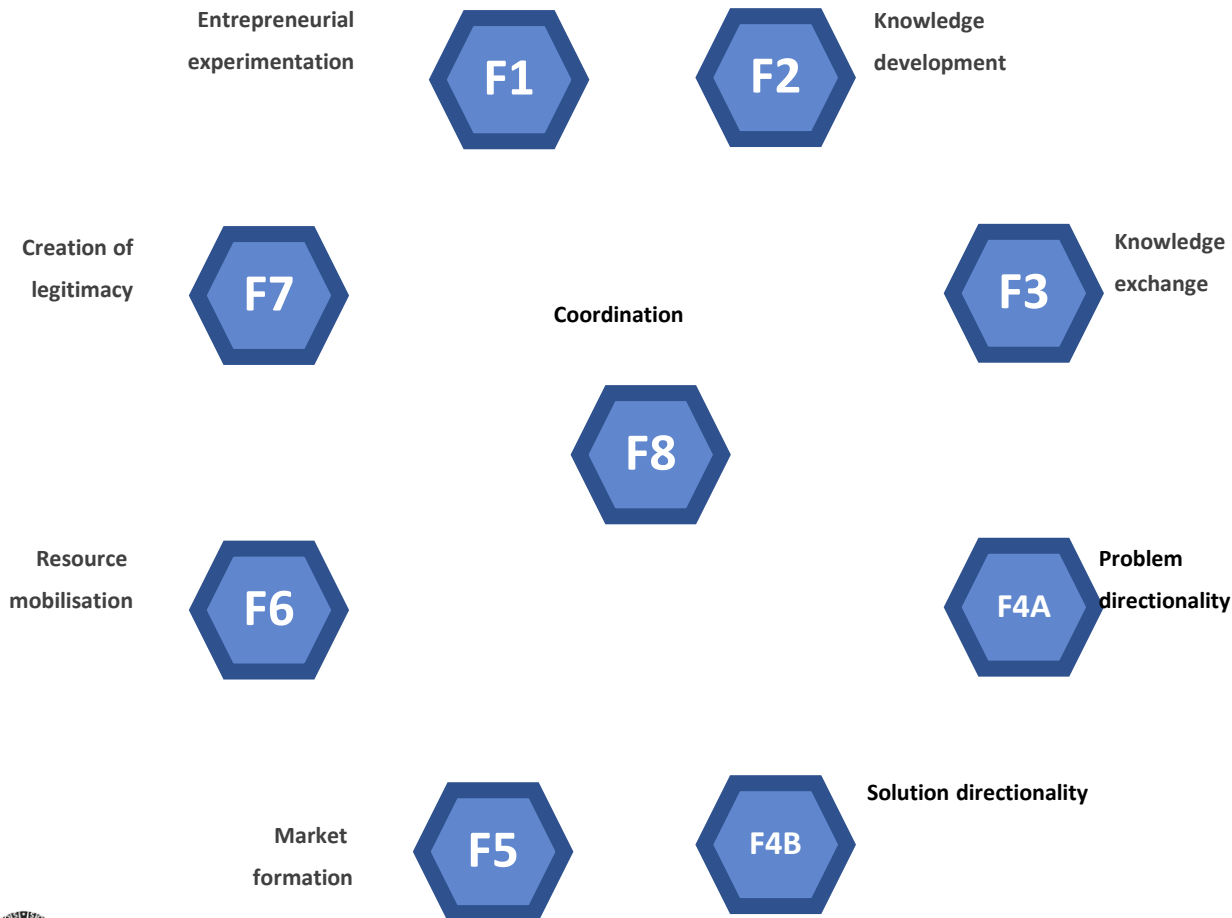 Entrepreneurial
experimentation
F1
F2
Knowledge
development
Creation of
legitimacy
F7
Coordination
F8
F3
Knowledge
exchange
Resource
mobilisation
F6
F4A
Problem
directionality
Market
formation
F5
F4B
Solution directionality